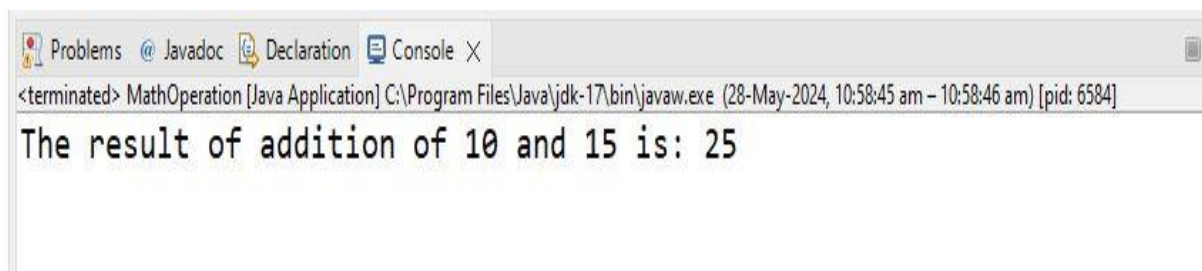 Problems @ Javadoc Declaration Console X
<terminated> MathOperation [Java Application] C:\Program Files\Java\jdk-17\bin\javaw.exe (28-May-2024, 10:58:45 am – 10:58:46 am) [pid: 6584]
The result of addition of 10 and 15 is: 25